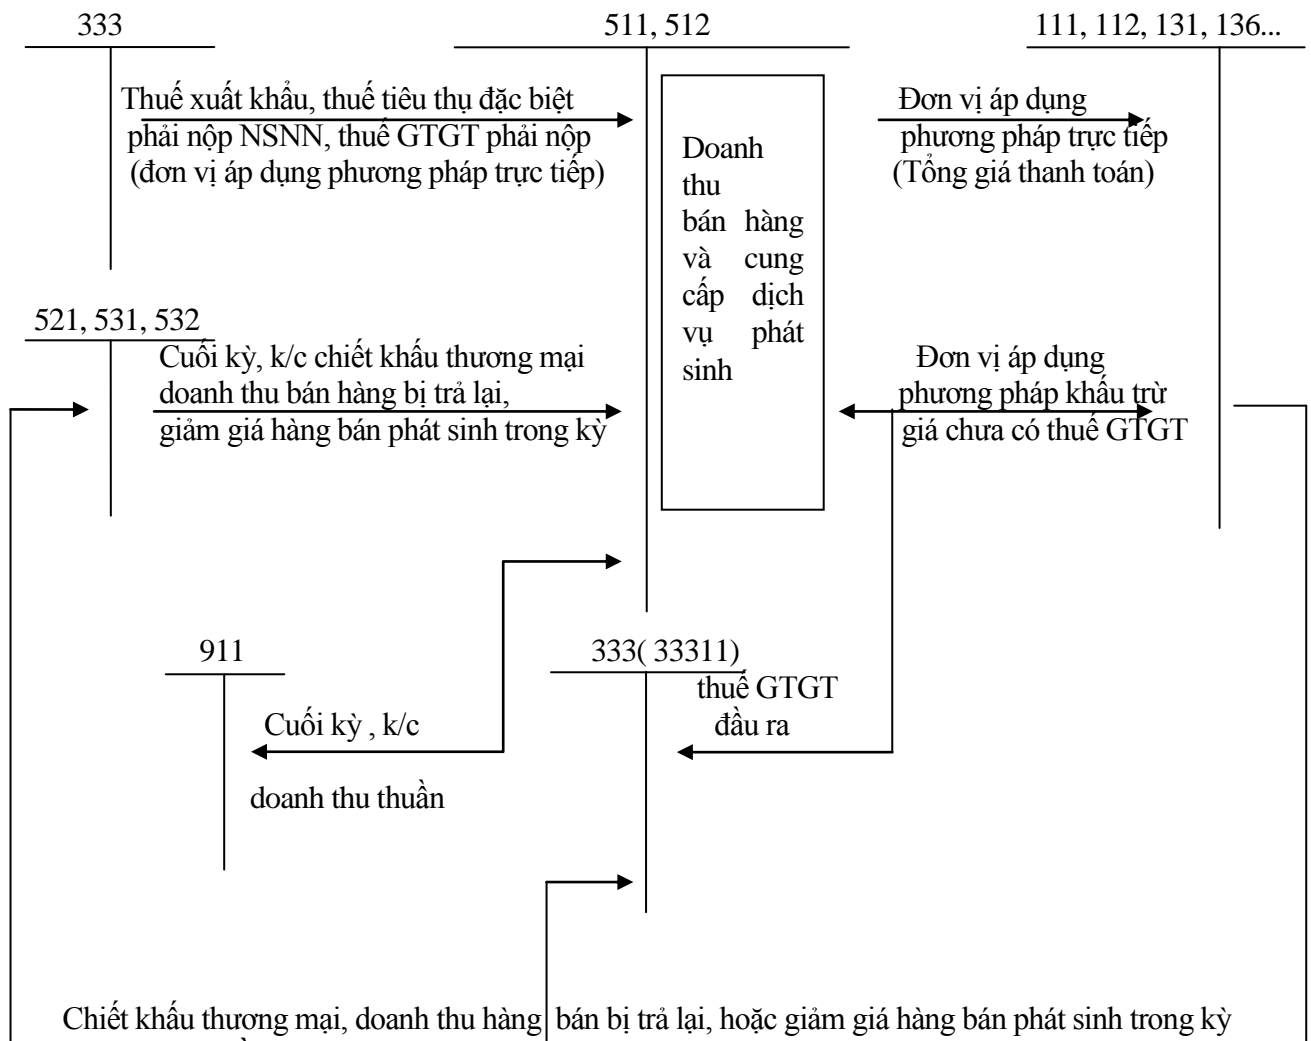 333
511, 512
111, 112, 131, 136...
Thuế xuất khẩu, thuế tiêu thụ đặc biệt
phải nộp NSNN, thuế GTGT phải nộp
(đơn vị áp dụng phương pháp trực tiếp)
Doanh
thu
bán hàng
và cung
cấp dịch
vụ phát
sinh
Đơn vị áp dụng
phương pháp trực tiếp
(Tổng giá thanh toán)
521, 531, 532
Cuối kỳ, k/c chiết khấu thương mại
doanh thu bán hàng bị trả lại,
giảm giá hàng bán phát sinh trong kỳ
Đơn vị áp dụng
phương pháp khấu trừ
giá chưa có thuế GTGT
911
Cuối kỳ , k/c
doanh thu thuần
333( 33311)
thuế GTGT
đầu ra
Chiết khấu thương mại, doanh thu hàng bán bị trả lại, hoặc giảm giá hàng bán phát sinh trong kỳ